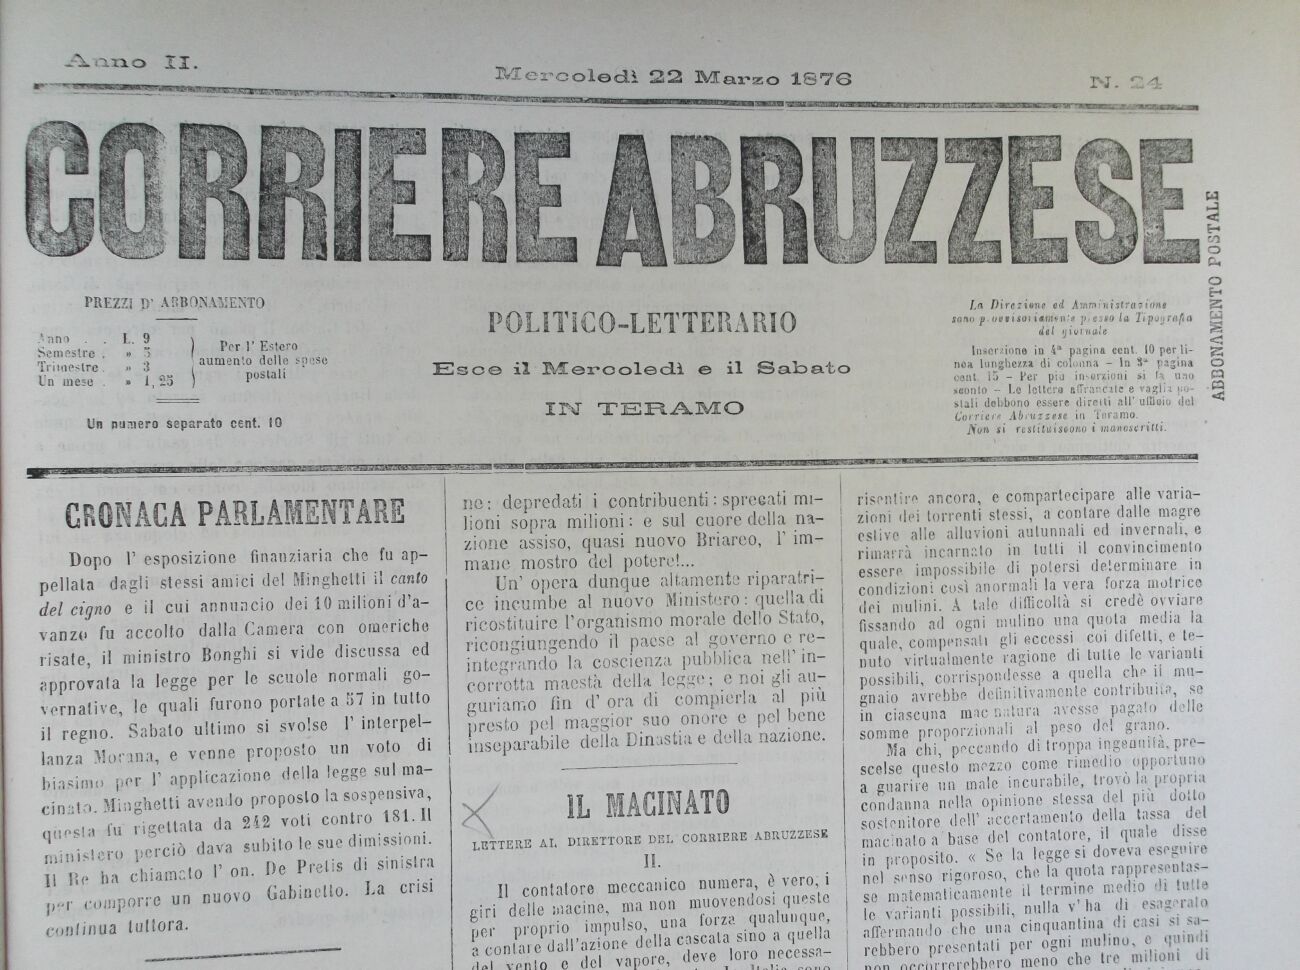 Anno II.
Mercoledì 22 Marzo 1876
N. 24
CORRIERE ABRUZZESE
ABBONAMENTO POSTALE
PREZZI D' ABBONAMENTO
Anno . . L. 9
Semestre . » 5
Trimestre . » 3
Un mese . » 1, 25
Per l' Estero
aumento delle spese
postali
Un numero separato cent. 10
POLITICO-LETTERARIO
Esce il Mercoledì e il Sabato
IN TERAMO
La Direzione ed Amministrazione
sono provvisoriamente presso la Tipografia
del giornale
Inserzione in 4ª pagina cent. 10 per li-
nea lunghezza di colonna - In 3ª pagina
cent. 15 - Per più inserzioni si fa uno
sconto - Le lettere affrancate e vaglia po-
stali debbono essere diretti all' ufficio del
Corriere Abruzzese in Teramo.
Non si restituiscono i manoscritti.
CRONACA PARLAMENTARE
Dopo l' esposizione finanziaria che fu ap-
pellata dagli stessi amici del Minghetti il canto
del cigno e il cui annuncio dei 10 milioni d'a-
vanzo fu accolto dalla Camera con omeriche
risate, il ministro Bonghi si vide discussa ed
approvata la legge per le scuole normali go-
vernative, le quali furono portate a 57 in tutto
il regno. Sabato ultimo si svolse l' interpel-
lanza Morana, e venne proposto un voto di
biasimo per l' applicazione della legge sul ma-
cinato. Minghetti avendo proposto la sospensiva,
questa fu rigettata da 242 voti contro 181. Il
ministero perciò dava subito le sue dimissioni.
Il Re ha chiamato l' on. De Pretis di sinistra
per comporre un nuovo Gabinetto. La crisi
continua tuttora.
ne: depredati i contribuenti: sprecati mi-
lioni sopra milioni: e sul cuore della na-
zione assiso, quasi nuovo Briareo, l' im-
mane mostro del potere!...
Un' opera dunque altamente riparatri-
ce incumbe al nuovo Ministero: quella di
ricostituire l'organismo morale dello Stato,
ricongiungendo il paese al governo e re-
integrando la coscienza pubblica nell' in-
corrotta maestà della legge; e noi gli au-
guriamo fin d' ora di compierla al più
presto pel maggior suo onore e pel bene
inseparabile della Dinastia e della nazione.
IL MACINATO
LETTERE AL DIRETTORE DEL CORRIERE ABRUZZESE
II.
Il contatore meccanico numera, è vero, i
giri delle macine, ma non muovendosi queste
per proprio impulso, una forza qualunque,
a contare dall'azione della cascata sino a quella
del vento e del vapore, deve loro necessa-
risentire ancora, e compartecipare alle varia-
zioni dei torrenti stessi, a contare dalle magre
estive alle alluvioni autunnali ed invernali, e
rimarrà incarnato in tutti il convincimento
essere impossibile di potersi determinare in
condizioni così anormali la vera forza motrice
dei mulini. A tale difficoltà si credè ovviare
fissando ad ogni mulino una quota media la
quale, compensati gli eccessi coi difetti, e te-
nuto virtualmente ragione di tutte le varianti
possibili, corrispondesse a quella che il mu-
gnaio avrebbe definitivamente contribuita, se
in ciascuna macinatura avesse pagato delle
somme proporzionali al peso del grano.
Ma chi, peccando di troppa ingenuità, pre-
scelse questo mezzo come rimedio opportuno
a guarire un male incurabile, trovò la propria
condanna nella opinione stessa del più dotto
sostenitore dell' accertamento della tassa del
macinato a base del contatore, il quale disse
in proposito. « Se la legge si doveva eseguire
nel senso rigoroso, che la quota rappresentas-
se matematicamente il termine medio di tutte
le varianti possibili, nulla v' ha di esagerato
affermando che una cinquantina di casi si sa-
rebbero presentati per ogni mulino, e quindi
non occorrerebbero meno che tre milioni di